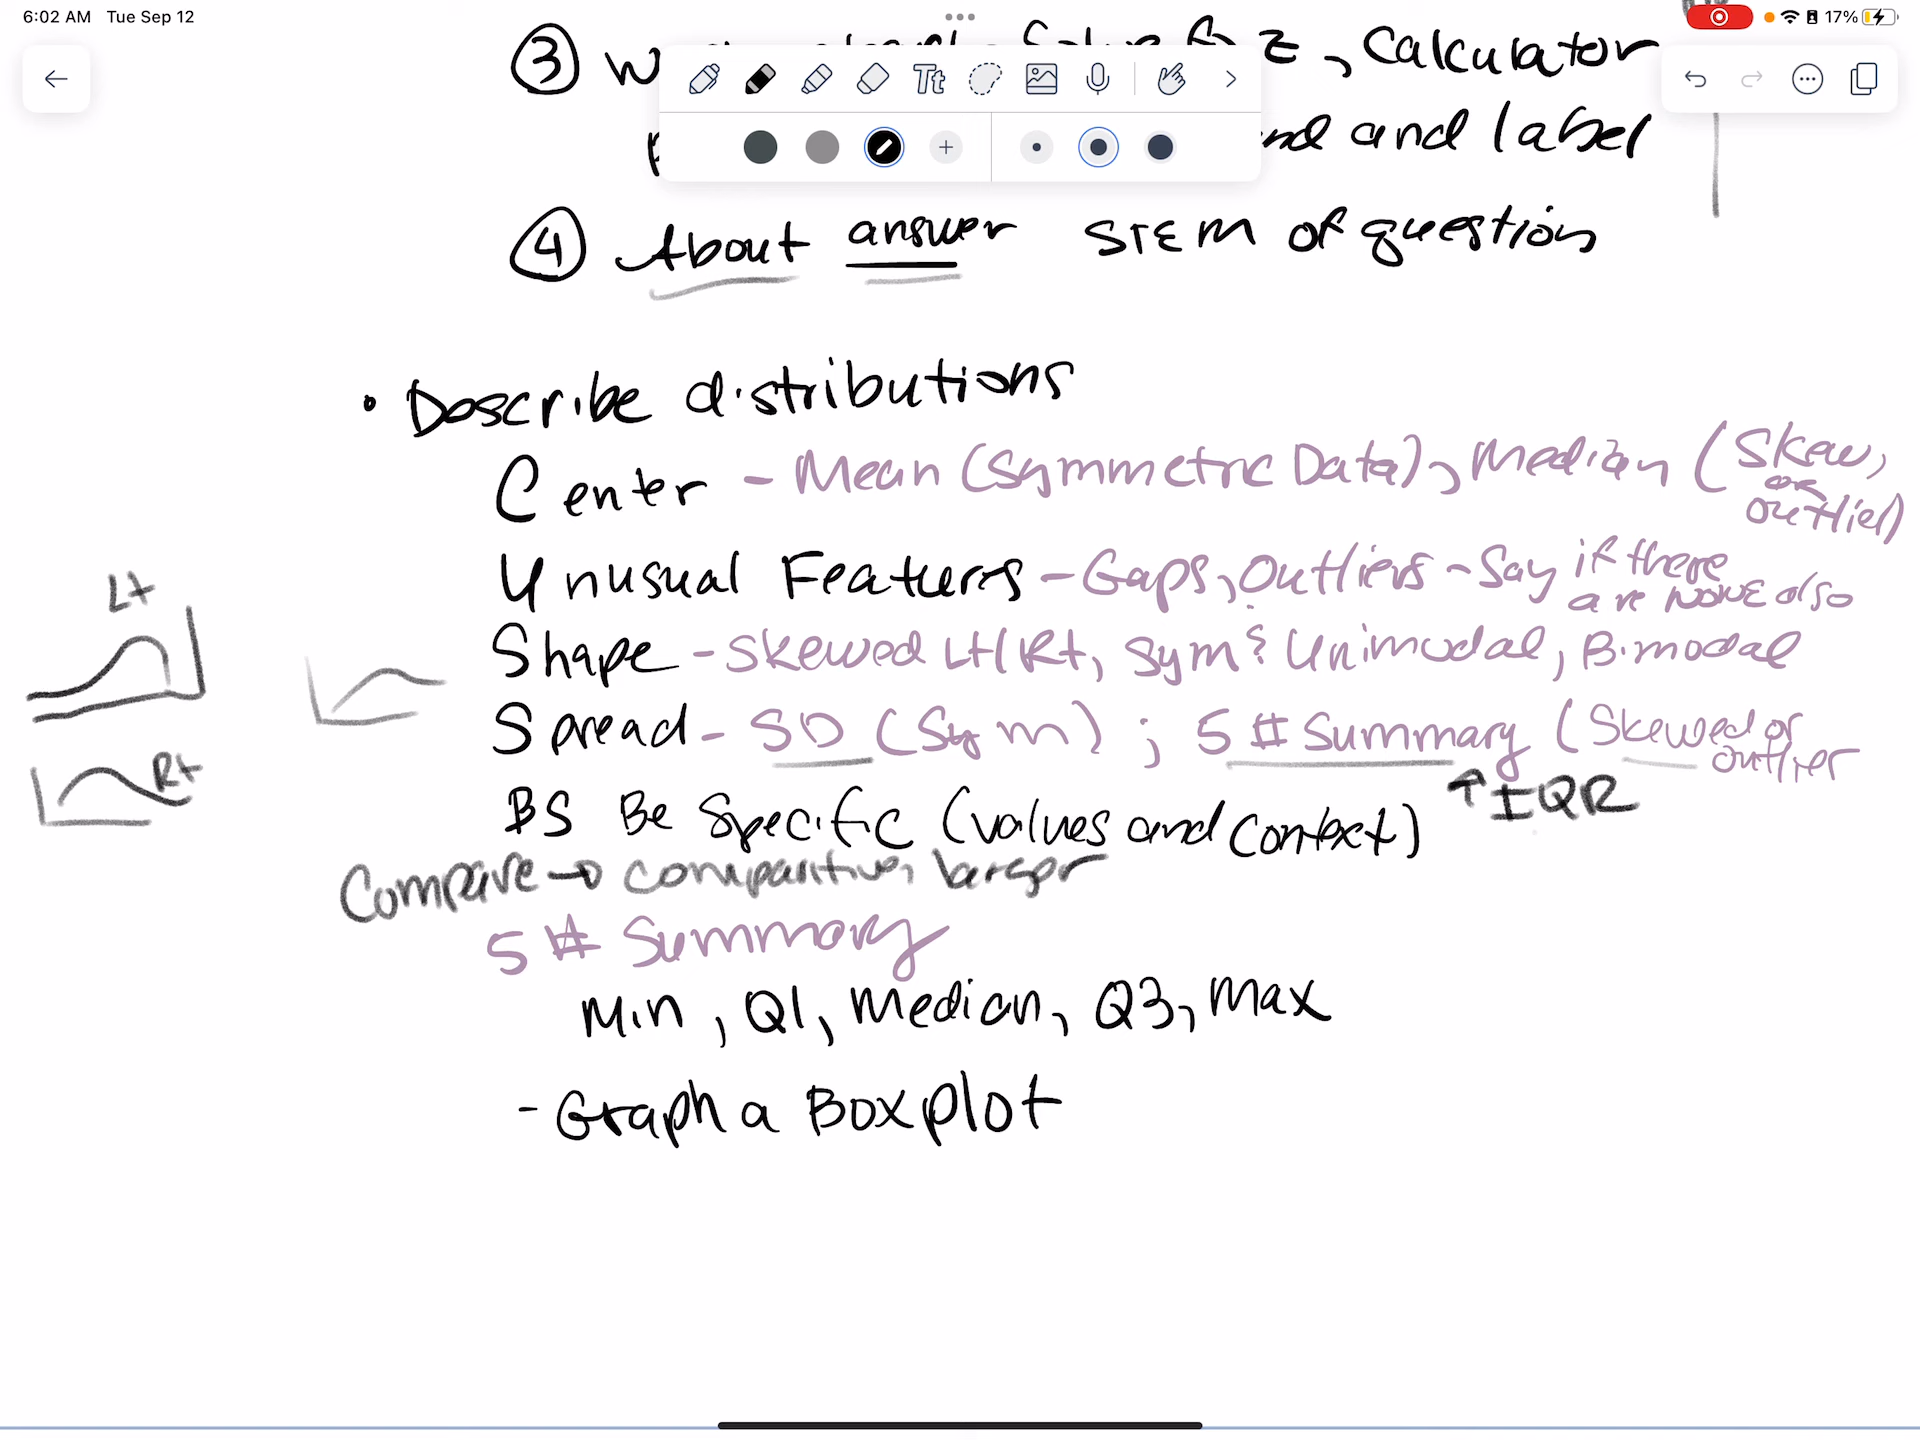 6:02 AM Tue Sep 12
17%
③ z, Calculator
and label
Tt
④ About answer STEM of question
• Describe distributions
Center - Mean (Symmetric Data), Median (Skew, or outlier)
Unusual Features - Gaps, Outliers - Say if there are NONE also
Lt
Shape - Skewed Lt/Rt, Sym? Unimodal, Bimodal
Spread - SD (Sym) ; 5 # Summary (Skewed or outlier
Rt
↑ IQR
BS Be Specific (values and context)
Compare → comparitive, larger
5 # Summary
Min, Q1, Median, Q3, Max
- Graph a Boxplot